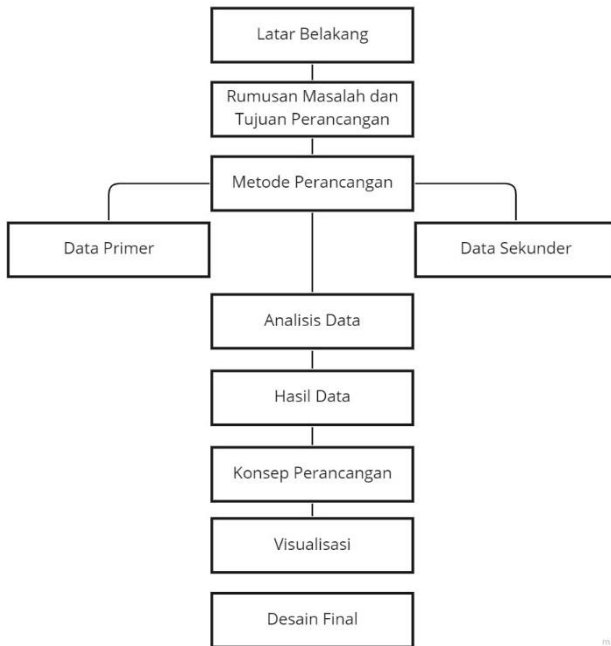 Latar Belakang
Rumusan Masalah dan
Tujuan Perancangan
Metode Perancangan
Data Primer
Data Sekunder
Analisis Data
Hasil Data
Konsep Perancangan
Visualisasi
Desain Final